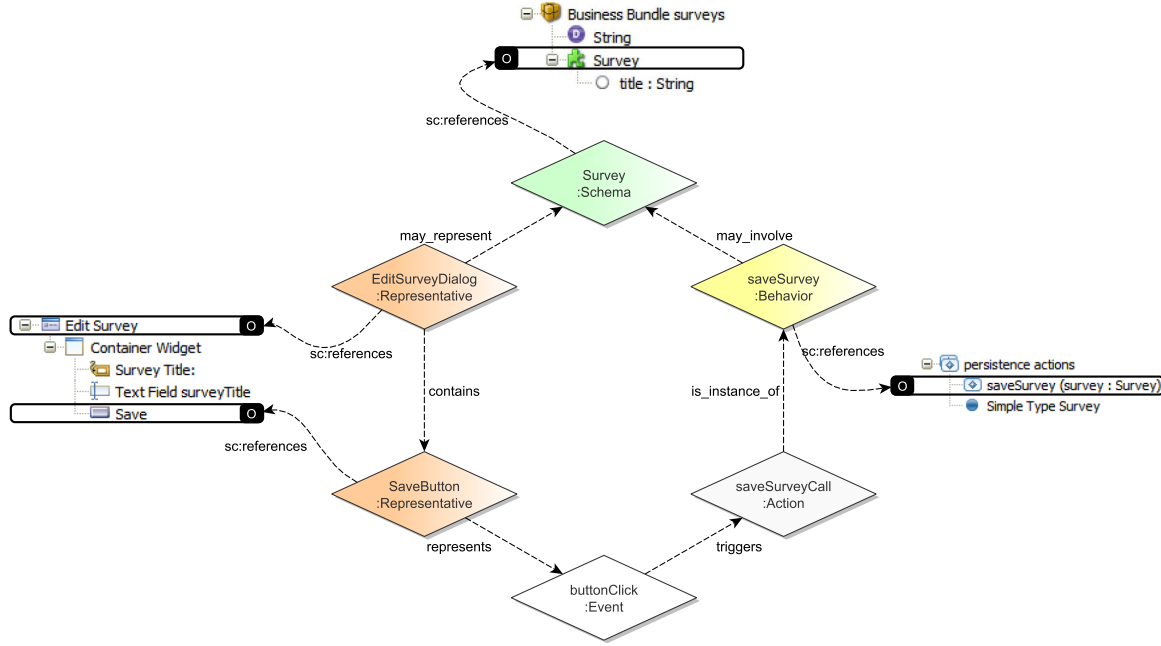 Business Bundle surveys
D
String
O
Survey
title : String
sc:references
Survey
:Schema
may_represent
may_involve
EditSurveyDialog
:Representative
saveSurvey
:Behavior
Edit Survey
O
sc:references
sc:references
Container Widget
Survey Title:
Text Field surveyTitle
Save
O
persistence actions
O
saveSurvey (survey : Survey)
Simple Type Survey
contains
is_instance_of
sc:references
SaveButton
:Representative
saveSurveyCall
:Action
represents
triggers
buttonClick
:Event